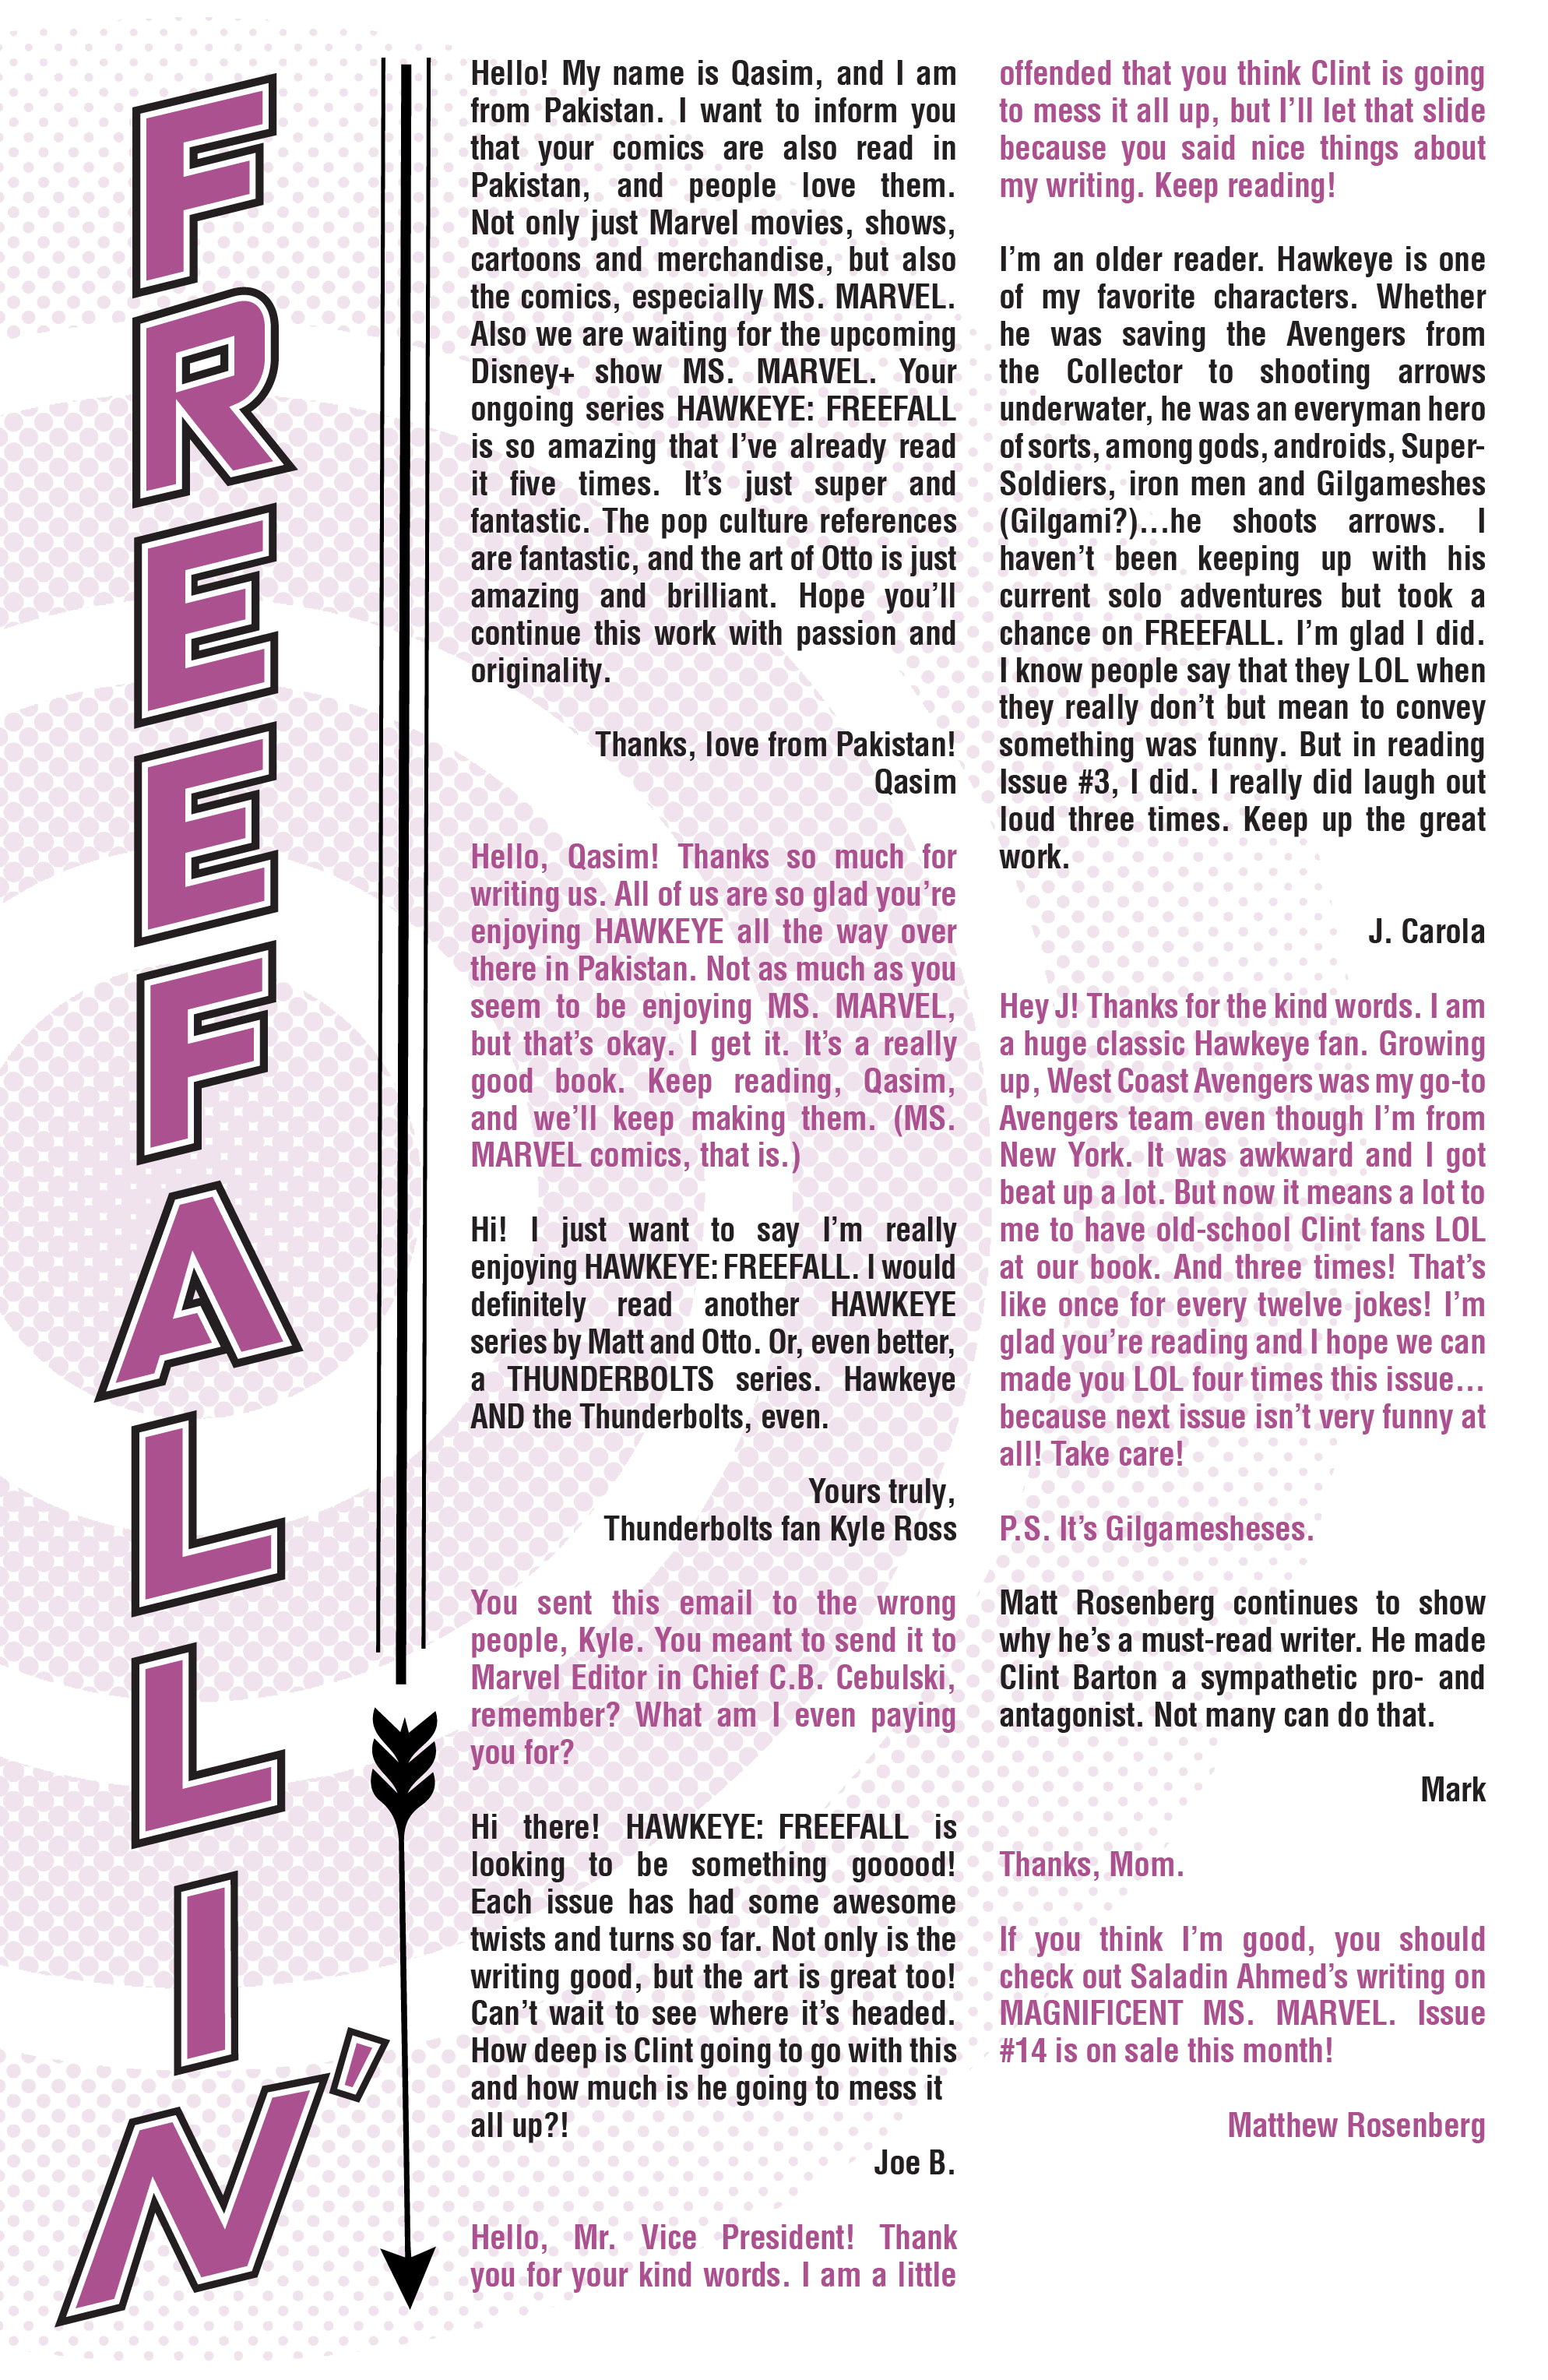 FREEFALLIN'
Hello! My name is Qasim, and I am
from Pakistan. I want to inform you
that your comics are also read in
Pakistan, and people love them.
Not only just Marvel movies, shows,
cartoons and merchandise, but also
the comics, especially MS. MARVEL.
Also we are waiting for the upcoming
Disney+ show MS. MARVEL. Your
ongoing series HAWKEYE: FREEFALL
is so amazing that I've already read
it five times. It's just super and
fantastic. The pop culture references
are fantastic, and the art of Otto is just
amazing and brilliant. Hope you'll
continue this work with passion and
originality.
Thanks, love from Pakistan!
Qasim
Hello, Qasim! Thanks so much for
writing us. All of us are so glad you're
enjoying HAWKEYE all the way over
there in Pakistan. Not as much as you
seem to be enjoying MS. MARVEL,
but that's okay. I get it. It's a really
good book. Keep reading, Qasim,
and we'll keep making them. (MS.
MARVEL comics, that is.)
Hi! I just want to say I'm really
enjoying HAWKEYE: FREEFALL. I would
definitely read another HAWKEYE
series by Matt and Otto. Or, even better,
a THUNDERBOLTS series. Hawkeye
AND the Thunderbolts, even.
Yours truly,
Thunderbolts fan Kyle Ross
You sent this email to the wrong
people, Kyle. You meant to send it to
Marvel Editor in Chief C.B. Cebulski,
remember? What am I even paying
you for?
Hi there! HAWKEYE: FREEFALL is
looking to be something gooood!
Each issue has had some awesome
twists and turns so far. Not only is the
writing good, but the art is great too!
Can't wait to see where it's headed.
How deep is Clint going to go with this
and how much is he going to mess it
all up?!
Joe B.
Hello, Mr. Vice President! Thank
you for your kind words. I am a little
offended that you think Clint is going
to mess it all up, but I'll let that slide
because you said nice things about
my writing. Keep reading!
I'm an older reader. Hawkeye is one
of my favorite characters. Whether
he was saving the Avengers from
the Collector to shooting arrows
underwater, he was an everyman hero
of sorts, among gods, androids, Super-
Soldiers, iron men and Gilgameshes
(Gilgami?)...he shoots arrows. I
haven't been keeping up with his
current solo adventures but took a
chance on FREEFALL. I'm glad I did.
I know people say that they LOL when
they really don't but mean to convey
something was funny. But in reading
Issue #3, I did. I really did laugh out
loud three times. Keep up the great
work.
J. Carola
Hey J! Thanks for the kind words. I am
a huge classic Hawkeye fan. Growing
up, West Coast Avengers was my go-to
Avengers team even though I'm from
New York. It was awkward and I got
beat up a lot. But now it means a lot to
me to have old-school Clint fans LOL
at our book. And three times! That's
like once for every twelve jokes! I'm
glad you're reading and I hope we can
made you LOL four times this issue...
because next issue isn't very funny at
all! Take care!
P.S. It's Gilgamesheses.
Matt Rosenberg continues to show
why he's a must-read writer. He made
Clint Barton a sympathetic pro- and
antagonist. Not many can do that.
Mark
Thanks, Mom.
If you think I'm good, you should
check out Saladin Ahmed's writing on
MAGNIFICENT MS. MARVEL. Issue
#14 is on sale this month!
Matthew Rosenberg